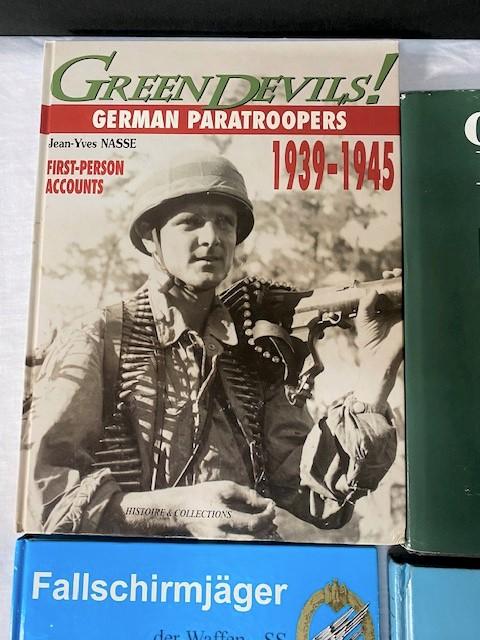 GREEN DEVILS!
GERMAN PARATROOPERS
Jean-Yves NASSE
1939-1945
FIRST-PERSON
ACCOUNTS
HISTOIRE & COLLECTIONS
Fallschirmjäger
der Waffen-SS